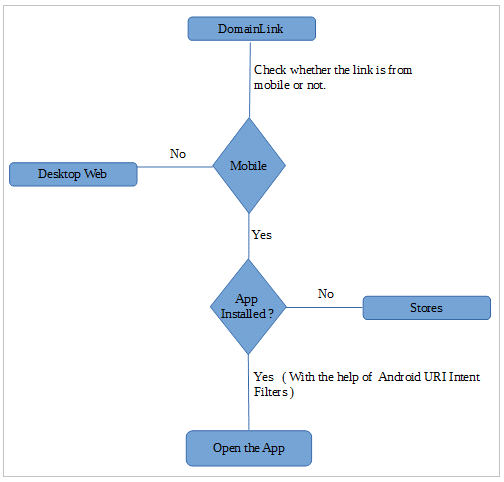 DomainLink
Check whether the link is from
mobile or not.
No
Mobile
Desktop Web
Yes
App
Installed ?
No
Stores
Yes ( With the help of Android URI Intent
Filters )
Open the App